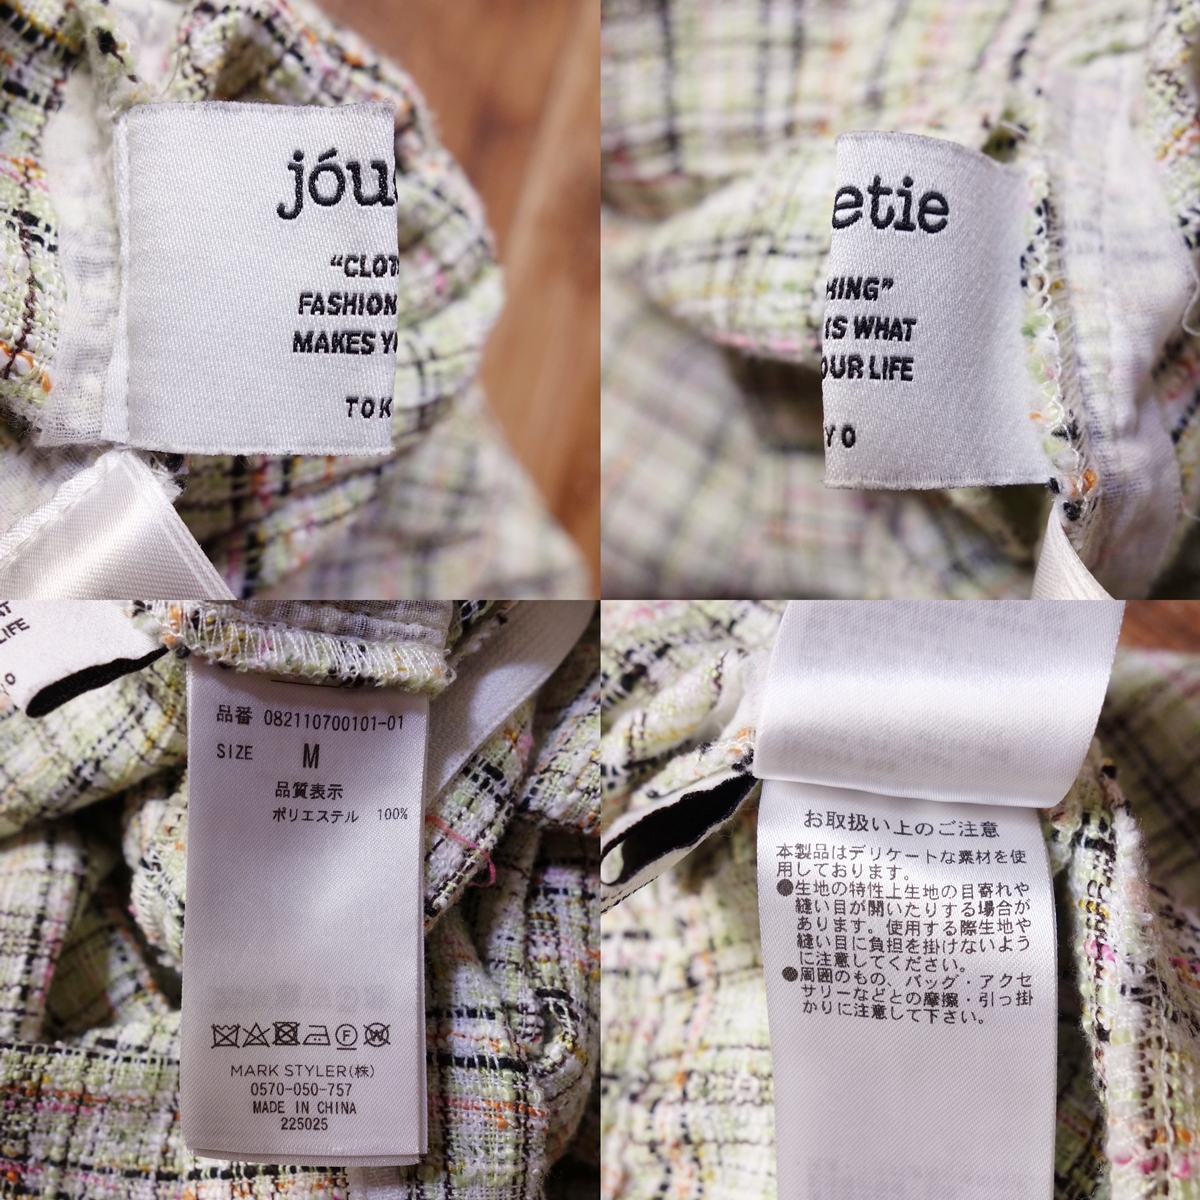 jóu
"CLOT
FASHION
MAKES Y
TOK
etie
HING"
IS WHAT
OUR LIFE
YO
LIFE
品番 082110700101-01
SIZE M
品質表示
ポリエステル 100%
MARK STYLER(株)
0570-050-757
MADE IN CHINA
225025
お取扱い上のご注意
本製品はデリケートな素材を使
用しております。
●生地の特性上生地の目寄れや
縫い目が開いたりする場合が
あります。使用する際生地や
縫い目に負担を掛けないよう
に注意してください。
●周囲のもの、バッグ・アクセ
サリーなどとの摩擦・引っ掛
かりに注意して下さい。